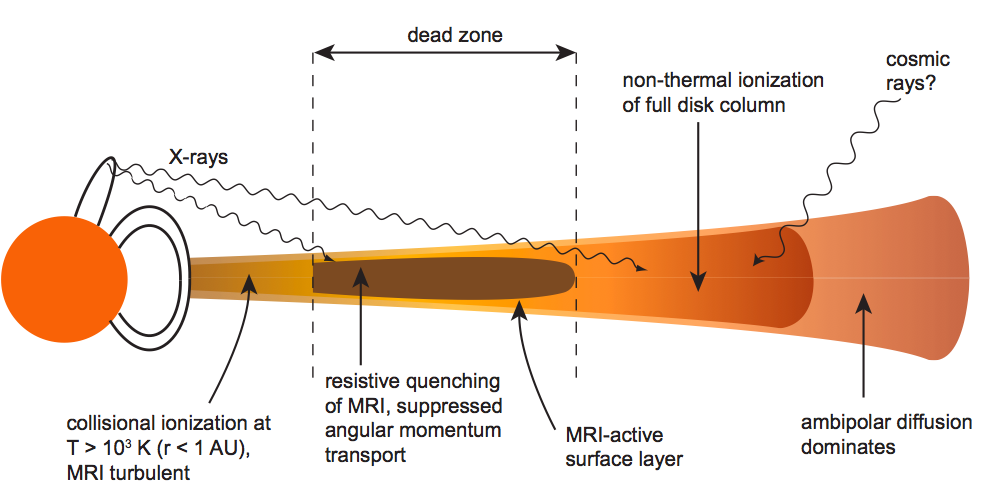 dead zone
cosmic
rays?
non-thermal ionization
of full disk column
X-rays
resistive quenching
of MRI, suppressed
angular momentum
transport
collisional ionization at
T > 10³ K (r < 1 AU),
MRI turbulent
MRI-active
surface layer
ambipolar diffusion
dominates